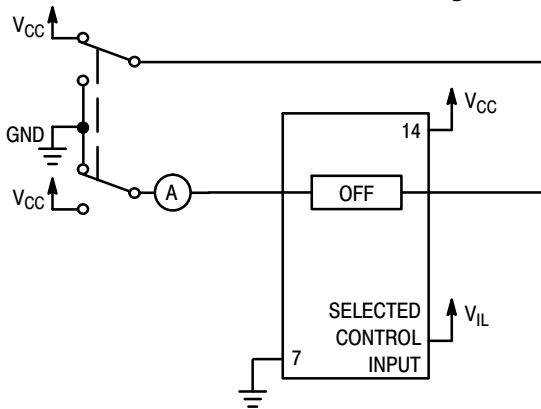 VCC
GND
VCC
A
14
VCC
OFF
SELECTED
CONTROL
INPUT
VIL
7